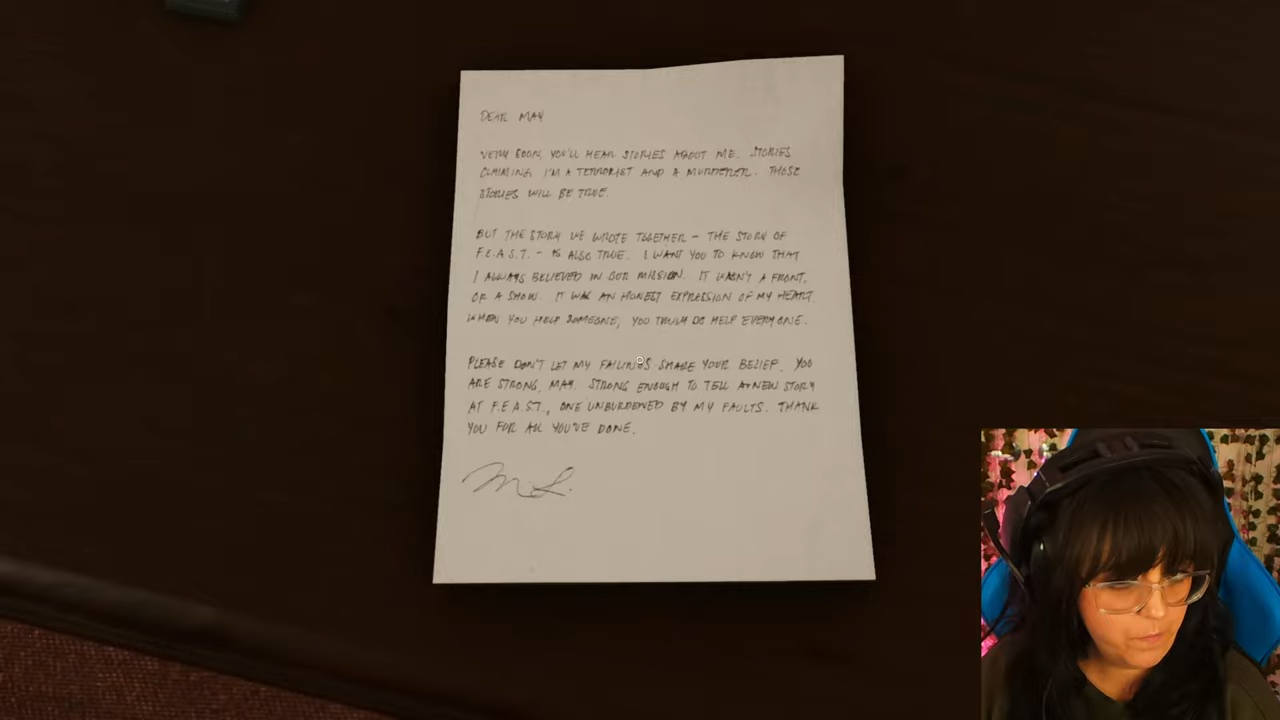 DEAR MAY
VERY SOON, YOU'LL HEAR STORIES ABOUT ME. STORIES
CLAIMING I'M A TERRORIST AND A MURDERER. THOSE
STORIES WILL BE TRUE.
BUT THE STORY WE WROTE TOGETHER - THE STORY OF
F.E.A.S.T. - IS ALSO TRUE. I WANT YOU TO KNOW THAT
I ALWAYS BELIEVED IN OUR MISSION. IT WASN'T A FRONT,
OR A SHOW. IT WAS AN HONEST EXPRESSION OF MY HEART.
WHEN YOU HELP SOMEONE, YOU TRULY DO HELP EVERYONE.
PLEASE DON'T LET MY FAILINGS SHAKE YOUR BELIEF. YOU
ARE STRONG, MAY. STRONG ENOUGH TO TELL A NEW STORY
AT F.E.A.S.T., ONE UNBURDENED BY MY FAULTS. THANK
YOU FOR ALL YOU'VE DONE.
M.L.